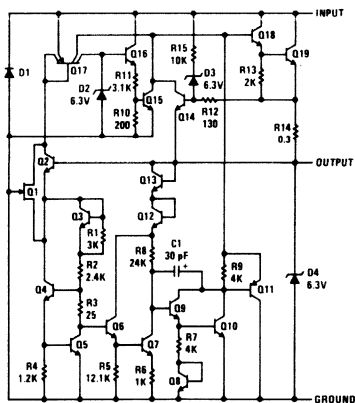 INPUT
Q16
Q18
R15
10K
Q19
D1
Q17
R11
3.1K
D3
6.3V
R13
2K
D2
6.3V
Q15
Q14
R10
200
R12
130
R14
0.3
Q2
OUTPUT
Q13
Q1
Q3
Q12
R1
3K
C1
30 pF
+
R8
24K
R9
4K
D4
6.3V
R2
2.4K
Q11
Q4
R3
25
Q9
Q6
Q10
Q5
Q7
R7
4K
R4
1.2K
R5
12.1K
R6
1K
Q8
GROUND